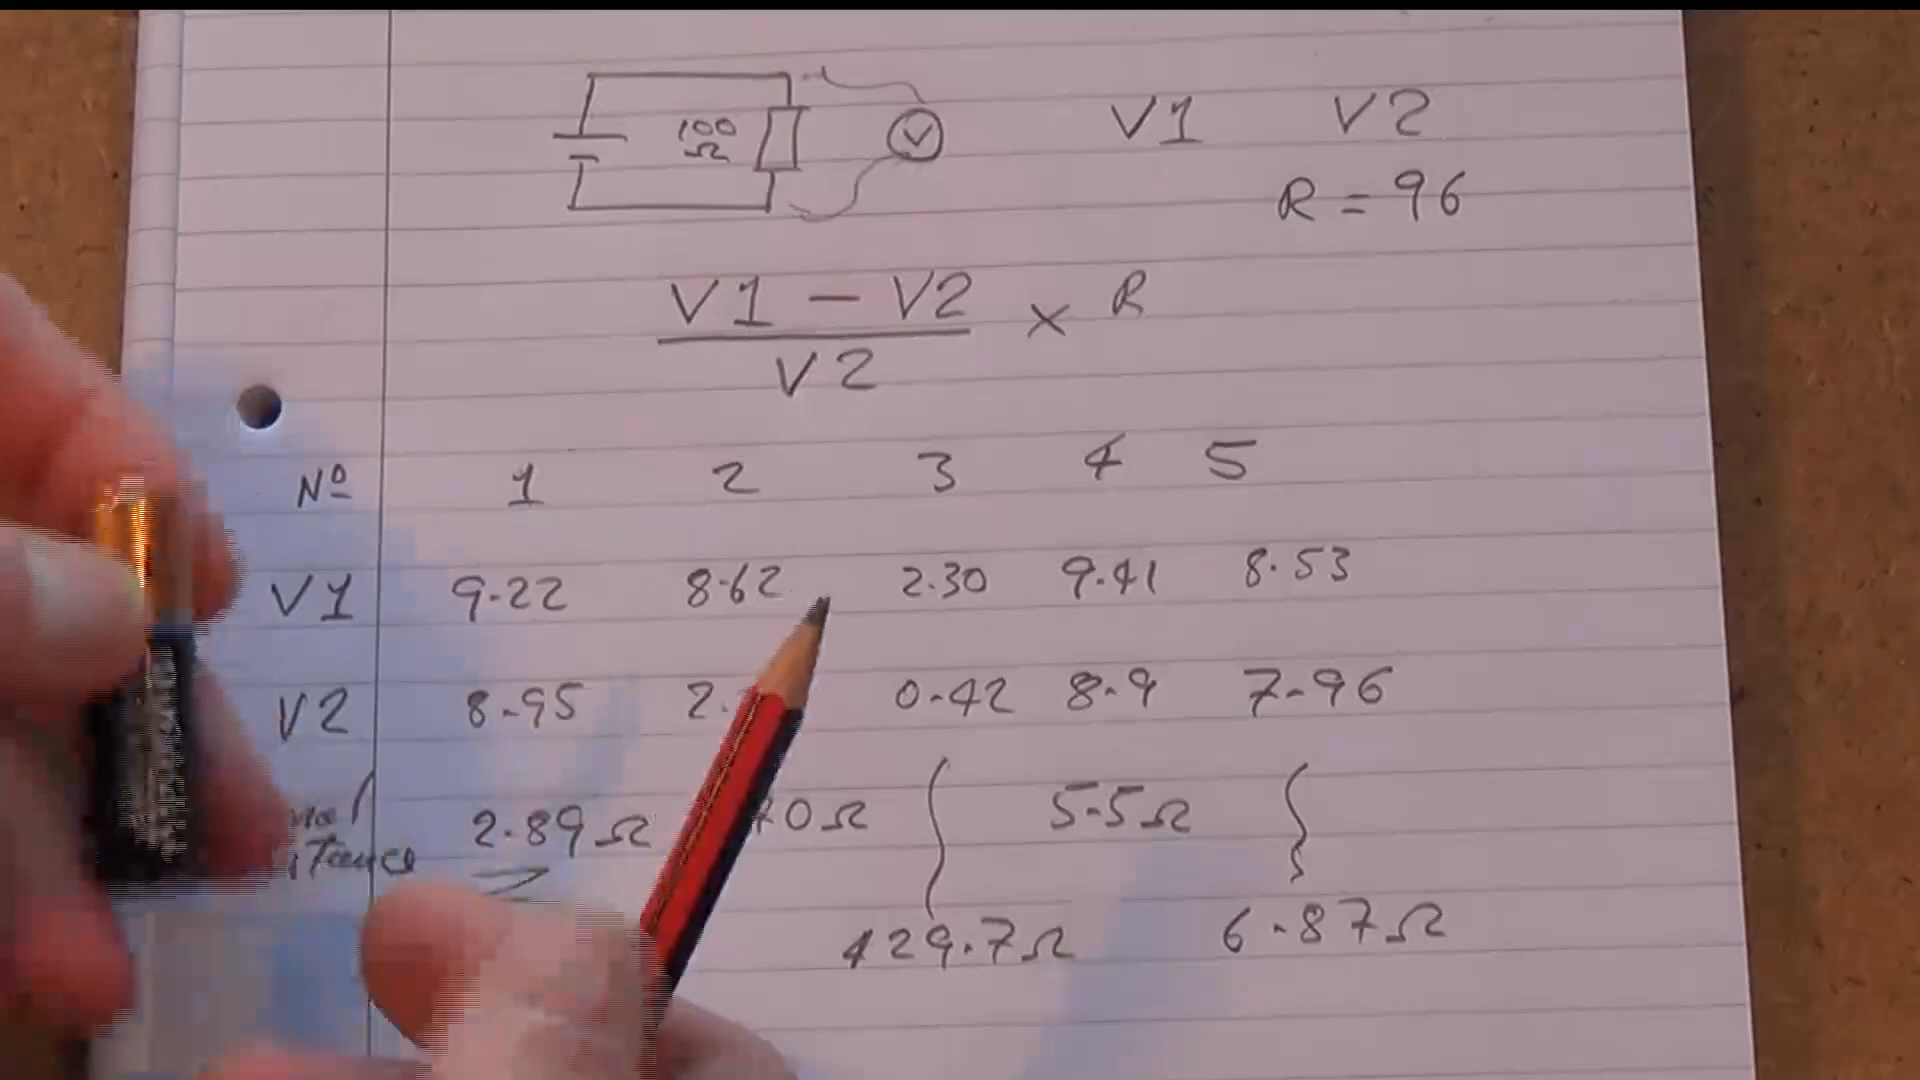 100
Ω
V
V1 V2
R = 96
V1 - V2
× R
V2
Nº 1 2 3 4 5
V1 9.22 8.62 2.30 9.41 8.53
V2 8.95 2. 0.42 8.9 7.96
2.89Ω 0Ω 5.5Ω
429.7Ω 6.87Ω